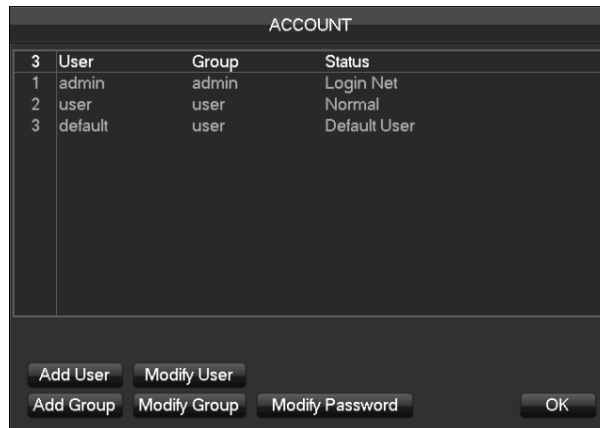 ACCOUNT
3 User Group Status
1 admin admin Login Net
2 user user Normal
3 default user Default User
Add User Modify User
Add Group Modify Group Modify Password OK